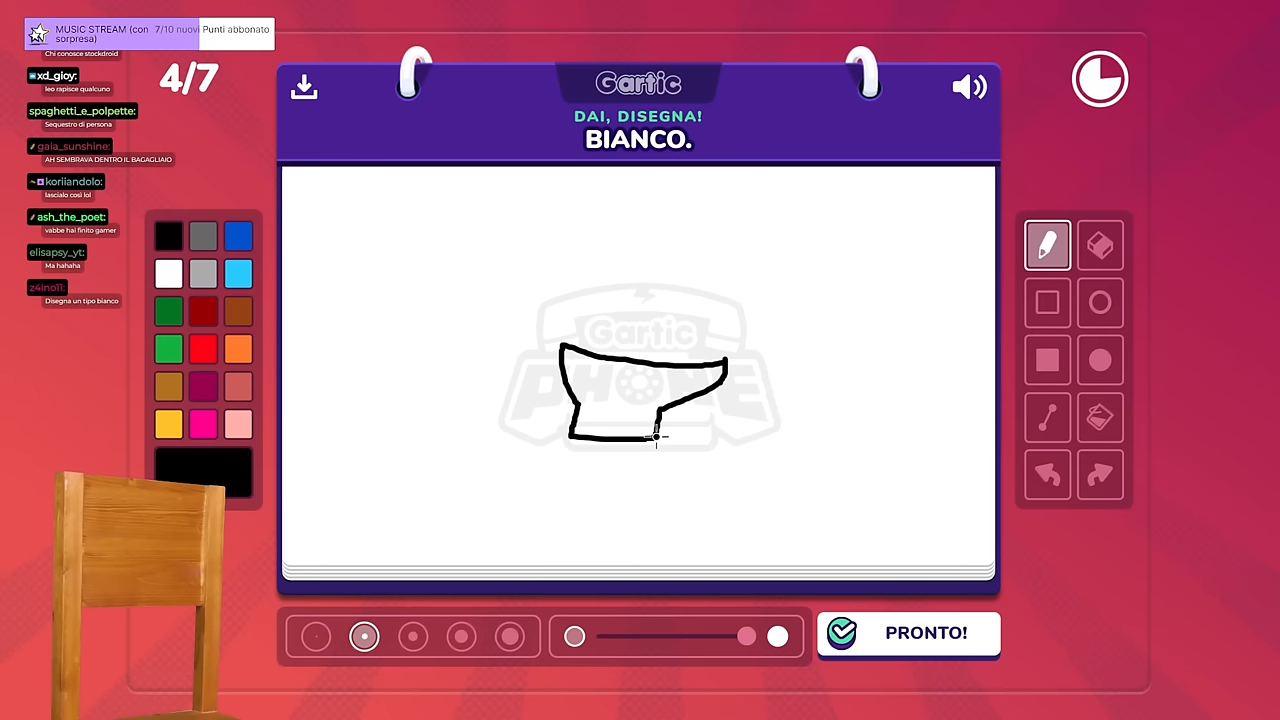 MUSIC STREAM (con sorpresa)
7/10 nuovi
Punti abbonato
Chi conosce stockdroid
xd_gioy:
leo rapisce qualcuno
spaghetti_e_polpette:
Sequestro di persona
gaia_sunshine:
AH SEMBRAVA DENTRO IL BAGAGLIAIO
koriiandolo:
lascialo così lol
ash_the_poet:
vabbe hai finito gamer
elisapsy_yt:
Ma hahaha
z4ino11:
Disegna un tipo bianco
4/7
Gartic
DAI, DISEGNA!
BIANCO.
Gartic
PHONE
PRONTO!